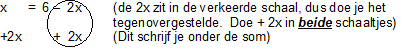 x = 6 – 2x (de 2x zit in de verkeerde schaal, dus doe je het
tegenovergestelde. Doe + 2x in beide schaaltjes)
+2x + 2x (Dit schrijf je onder de som)